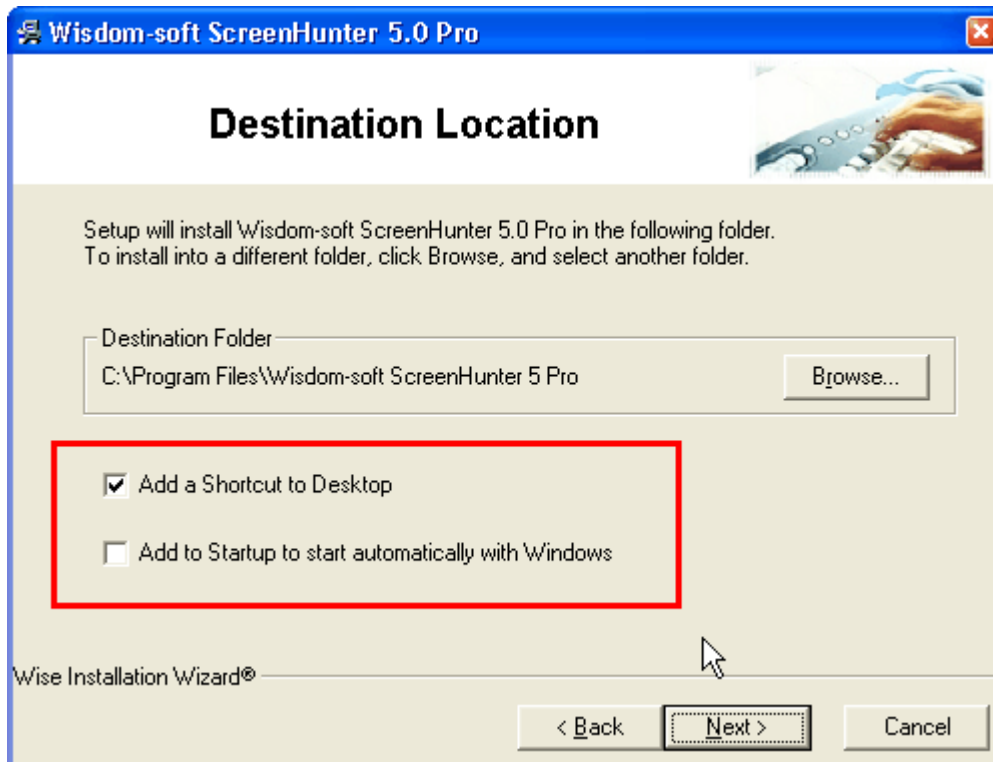 Wisdom-soft ScreenHunter 5.0 Pro
Destination Location
Setup will install Wisdom-soft ScreenHunter 5.0 Pro in the following folder.
To install into a different folder, click Browse, and select another folder.
Destination Folder
C:\Program Files\Wisdom-soft ScreenHunter 5 Pro
Browse...
Add a Shortcut to Desktop
Add to Startup to start automatically with Windows
Wise Installation Wizard®
< Back
Next >
Cancel